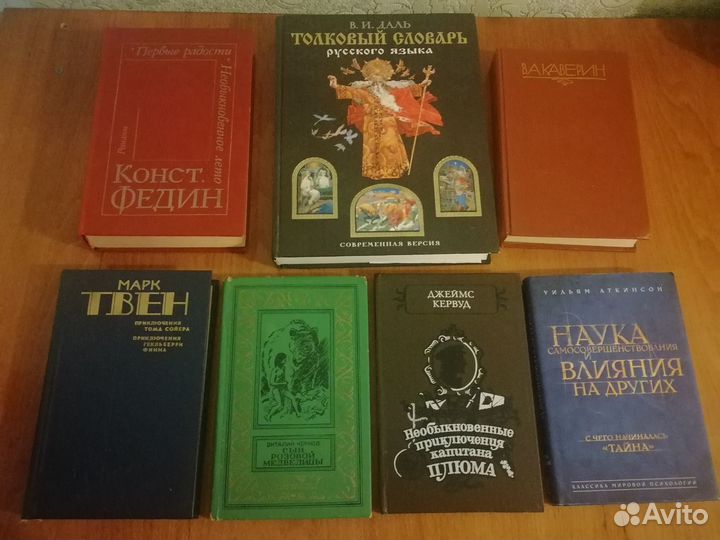 "Первые радости"
"Необыкновенное лето"
Романы
КОНСТ.
ФЕДИН
В. И. ДАЛЬ
ТОЛКОВЫЙ СЛОВАРЬ
русского языка
СОВРЕМЕННАЯ ВЕРСИЯ
В.КАВЕРИН
МАРК
ТВЕН
ПРИКЛЮЧЕНИЯ
ТОМА СОЙЕРА
ПРИКЛЮЧЕНИЯ
ГЕКЛЬБЕРРИ
ФИННА
ВИТАЛИЙ
СЫН
РОЗОВОЙ
МЕДВЕДИЦЫ
ДЖЕЙМС
КЕРВУД
Необыкновенные
приключения
капитана
ПЛЮМА
УИЛЬЯМ АТКИНСОН
НАУКА
САМОСОВЕРШЕНСТВОВАНИЯ
И
ВЛИЯНИЯ
НА ДРУГИХ
С ЧЕГО НАЧИНАЛАСЬ
«ТАЙНА»
КЛАССИКА МИРОВОЙ ПСИХОЛОГИИ
Avito